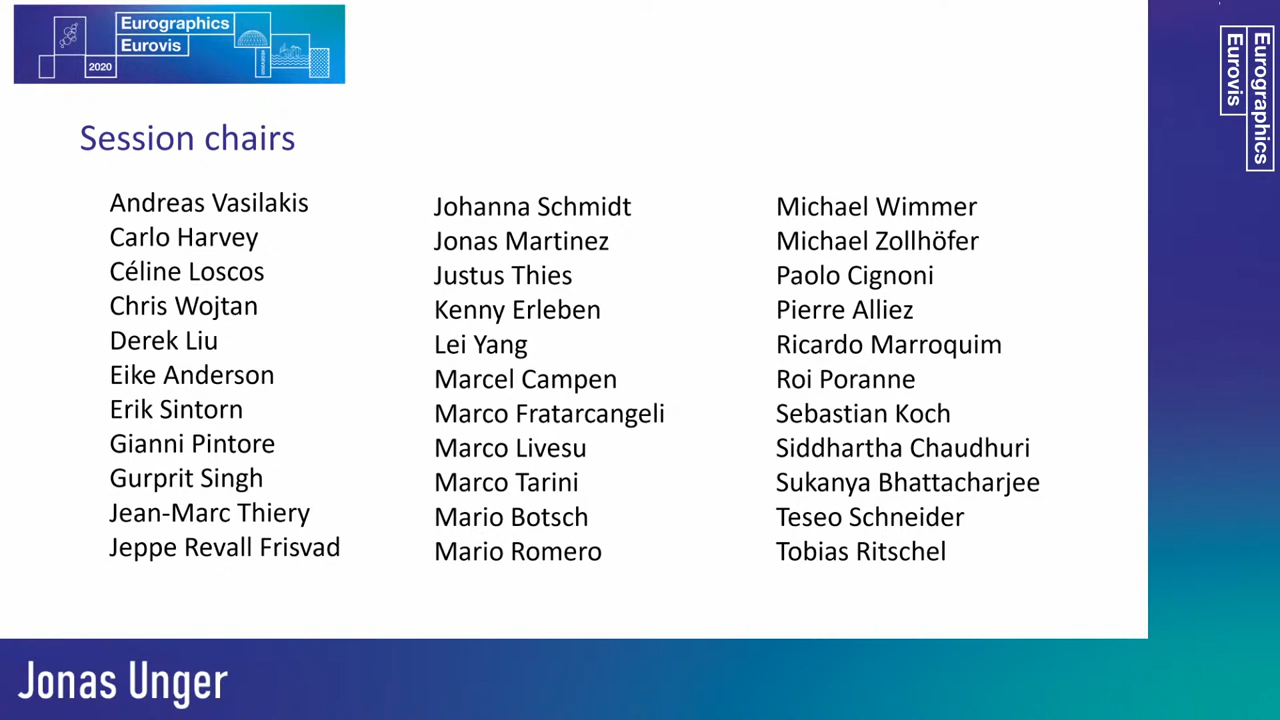 Eurographics
Eurovis
2020
Session chairs
Andreas Vasilakis
Carlo Harvey
Céline Loscos
Chris Wojtan
Derek Liu
Eike Anderson
Erik Sintorn
Gianni Pintore
Gurprit Singh
Jean-Marc Thiery
Jeppe Revall Frisvad
Johanna Schmidt
Jonas Martinez
Justus Thies
Kenny Erleben
Lei Yang
Marcel Campen
Marco Fratarcangeli
Marco Livesu
Marco Tarini
Mario Botsch
Mario Romero
Michael Wimmer
Michael Zollhöfer
Paolo Cignoni
Pierre Alliez
Ricardo Marroquim
Roi Poranne
Sebastian Koch
Siddhartha Chaudhuri
Sukanya Bhattacharjee
Teseo Schneider
Tobias Ritschel
Eurographics
Eurovis
Jonas Unger